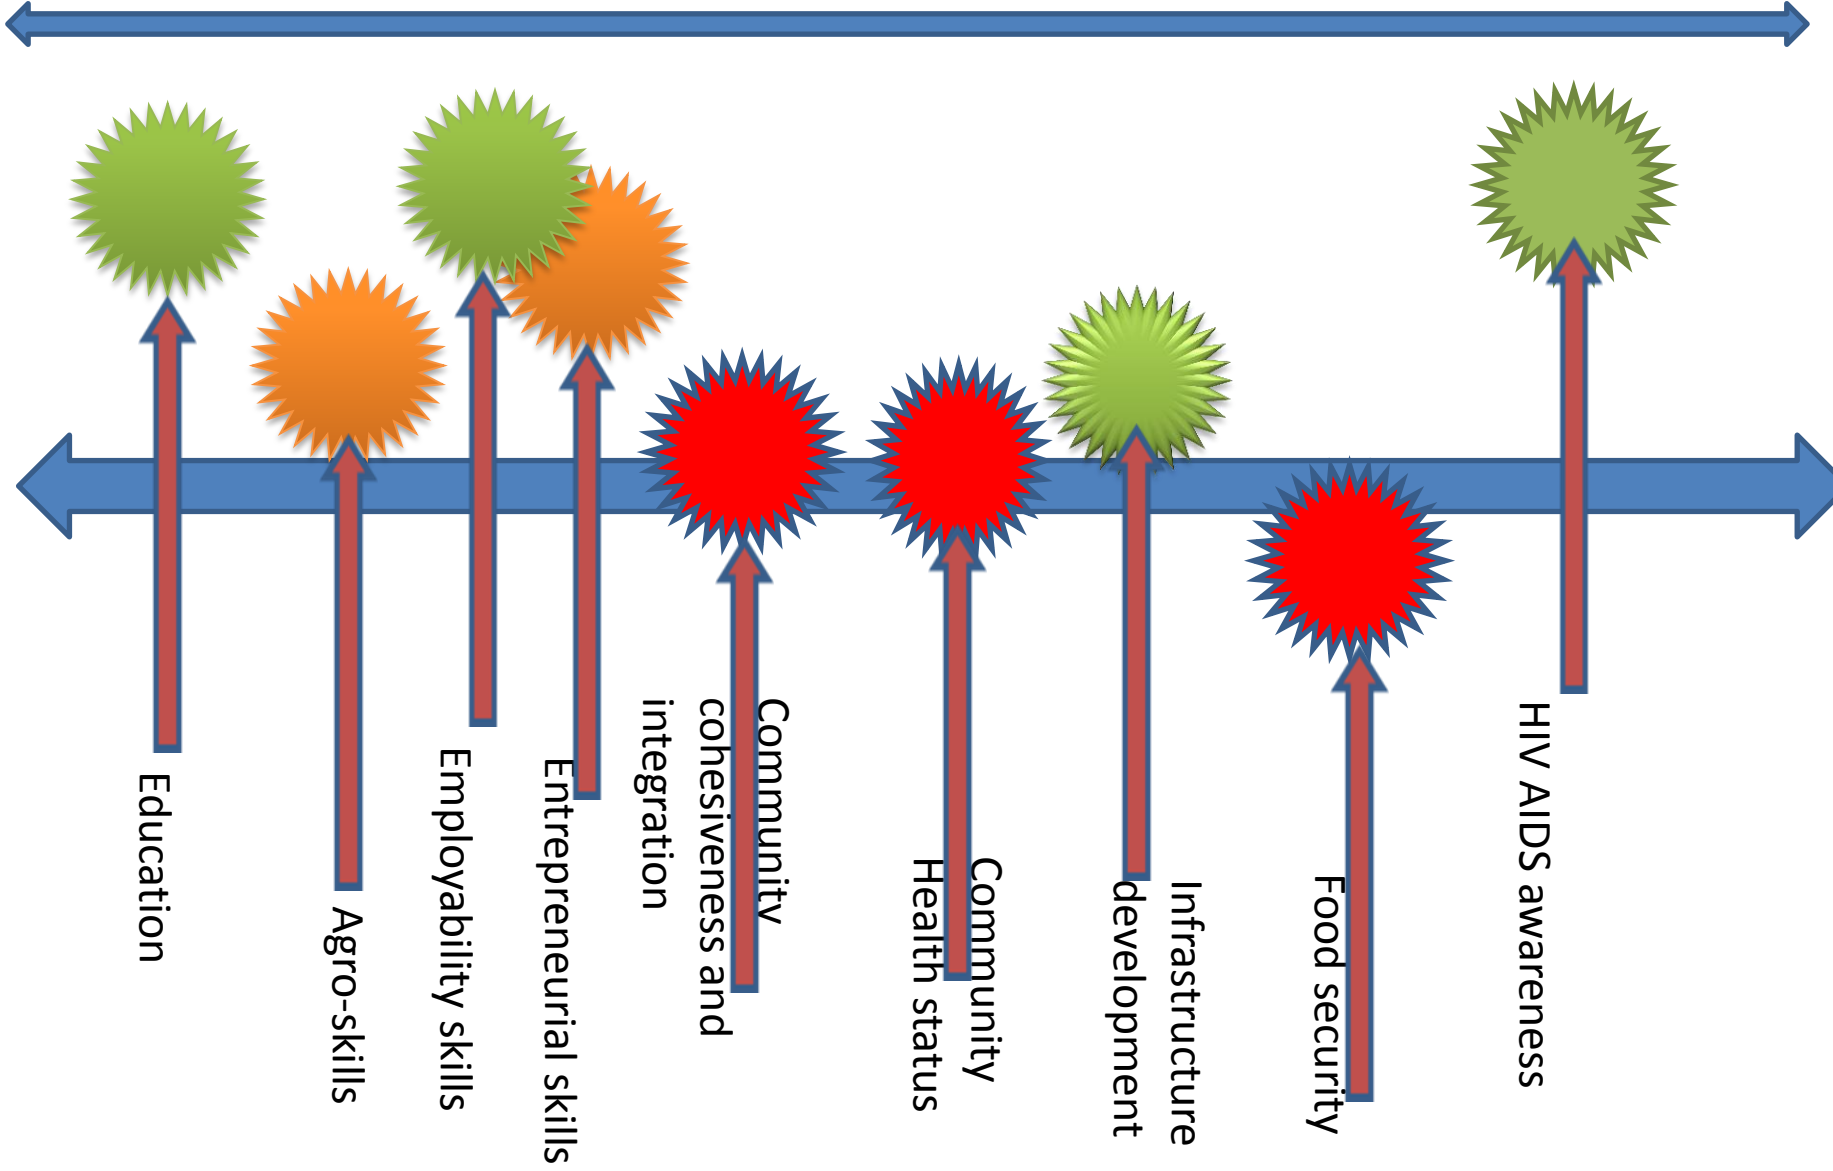 Education
Agro-skills
Employability skills
Entrepreneurial skills
Community
cohesiveness and
integration
Community
Health status
Infrastructure
development
Food security
HIV AIDS awareness